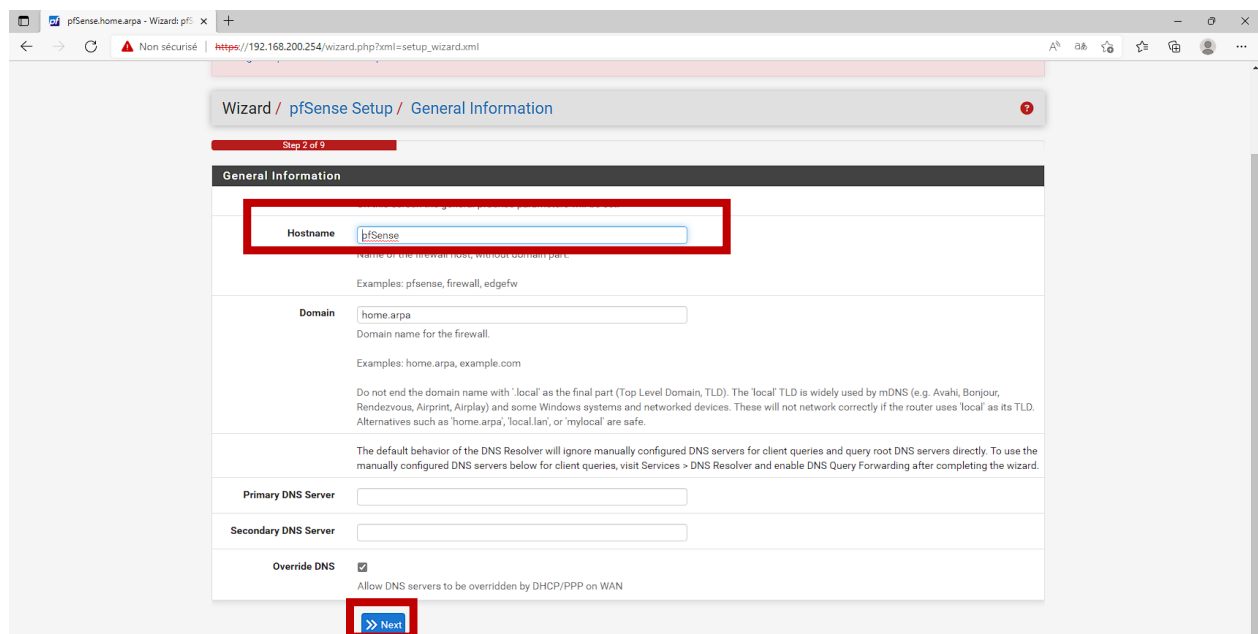 pfSense.home.arpa - Wizard: pfS
Non sécurisé
https://192.168.200.254/wizard.php?xml=setup_wizard.xml
Wizard / pfSense Setup / General Information
Step 2 of 9
General Information
Hostname
pfSense
Name of the firewall host, without domain part.
Examples: pfsense, firewall, edgefw
Domain
home.arpa
Domain name for the firewall.
Examples: home.arpa, example.com
Do not end the domain name with '.local' as the final part (Top Level Domain, TLD). The 'local' TLD is widely used by mDNS (e.g. Avahi, Bonjour,
Rendezvous, Airprint, Airplay) and some Windows systems and networked devices. These will not network correctly if the router uses 'local' as its TLD.
Alternatives such as 'home.arpa', 'local.lan', or 'mylocal' are safe.
The default behavior of the DNS Resolver will ignore manually configured DNS servers for client queries and query root DNS servers directly. To use the
manually configured DNS servers below for client queries, visit Services > DNS Resolver and enable DNS Query Forwarding after completing the wizard.
Primary DNS Server
Secondary DNS Server
Override DNS
Allow DNS servers to be overridden by DHCP/PPP on WAN
Next